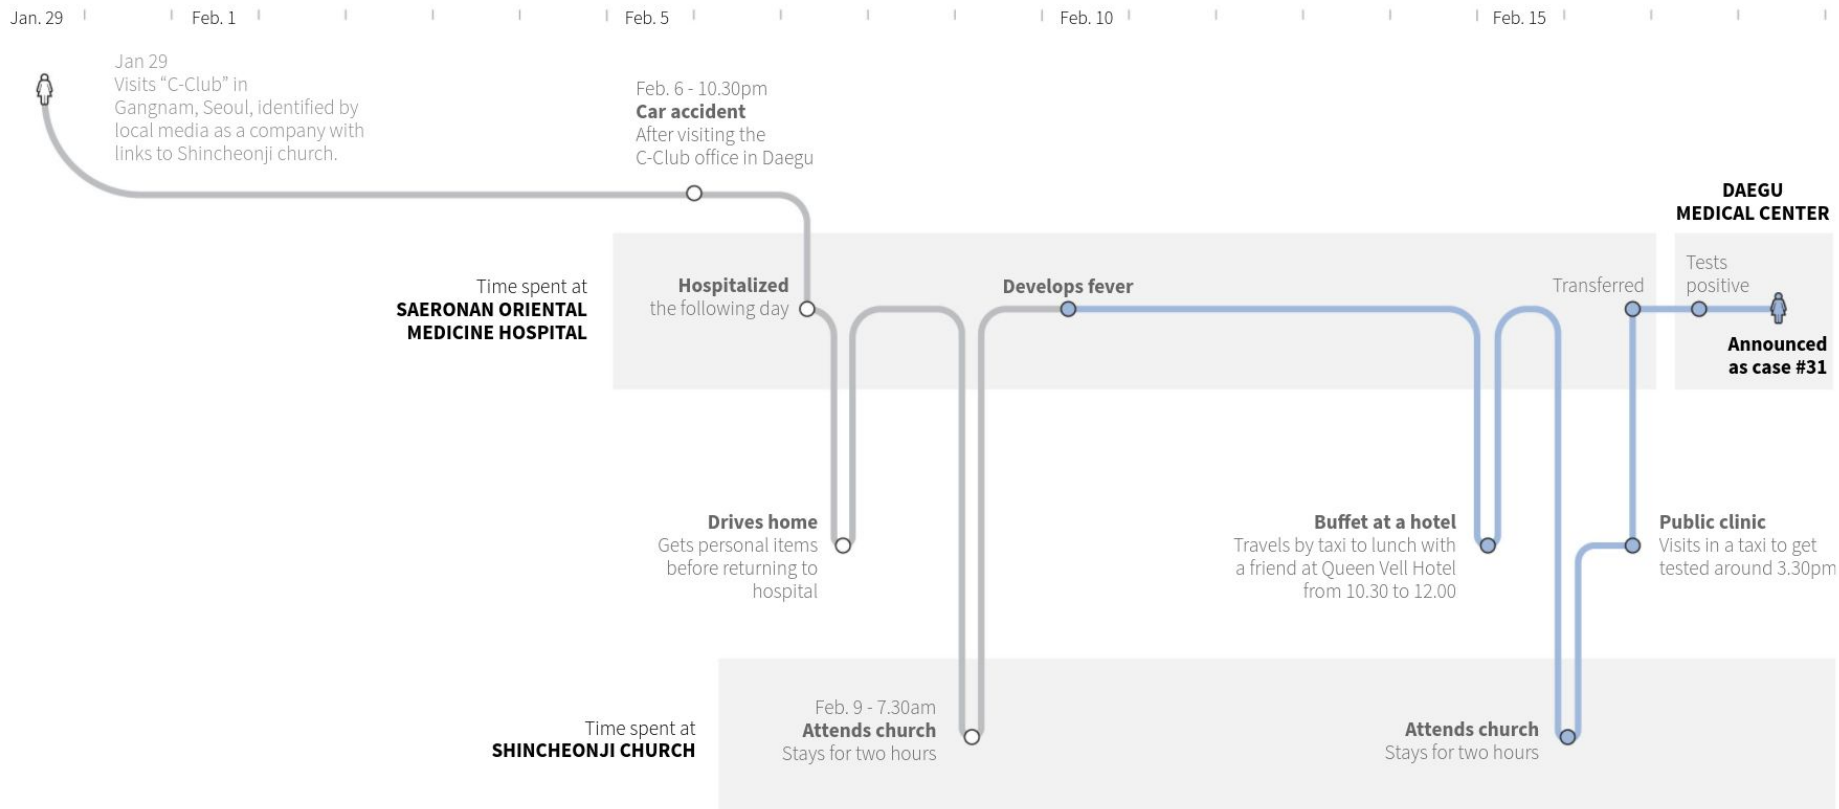 Jan. 29
Feb. 1
Feb. 5
Feb. 10
Feb. 15
Jan 29
Visits “C-Club” in
Gangnam, Seoul, identified by
local media as a company with
links to Shincheonji church.
Feb. 6 - 10.30pm
Car accident
After visiting the
C-Club office in Daegu
DAEGU
MEDICAL CENTER
Time spent at
SAERONAN ORIENTAL
MEDICINE HOSPITAL
Hospitalized
the following day
Develops fever
Transferred
Tests
positive
Announced
as case #31
Drives home
Gets personal items
before returning to
hospital
Buffet at a hotel
Travels by taxi to lunch with
a friend at Queen Vell Hotel
from 10.30 to 12.00
Public clinic
Visits in a taxi to get
tested around 3.30pm
Time spent at
SHINCHEONJI CHURCH
Feb. 9 - 7.30am
Attends church
Stays for two hours
Attends church
Stays for two hours